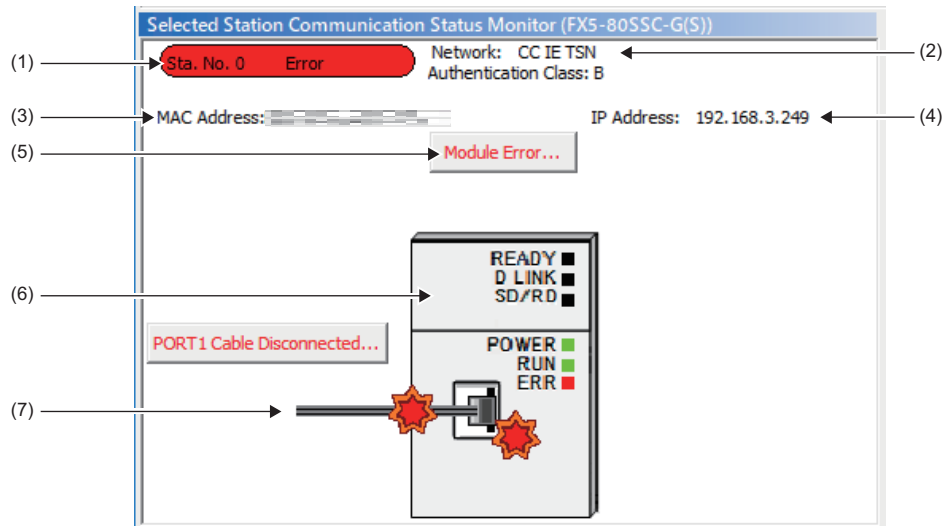 Selected Station Communication Status Monitor (FX5-80SSC-G(S))
(1)
Sta. No. 0 Error
Network: CC IE TSN
(2)
Authentication Class: B
(3)
MAC Address:
IP Address: 192.168.3.249
(4)
(5)
Module Error...
READY
D LINK
(6)
SD/RD
PORT1 Cable Disconnected...
POWER
RUN
ERR
(7)